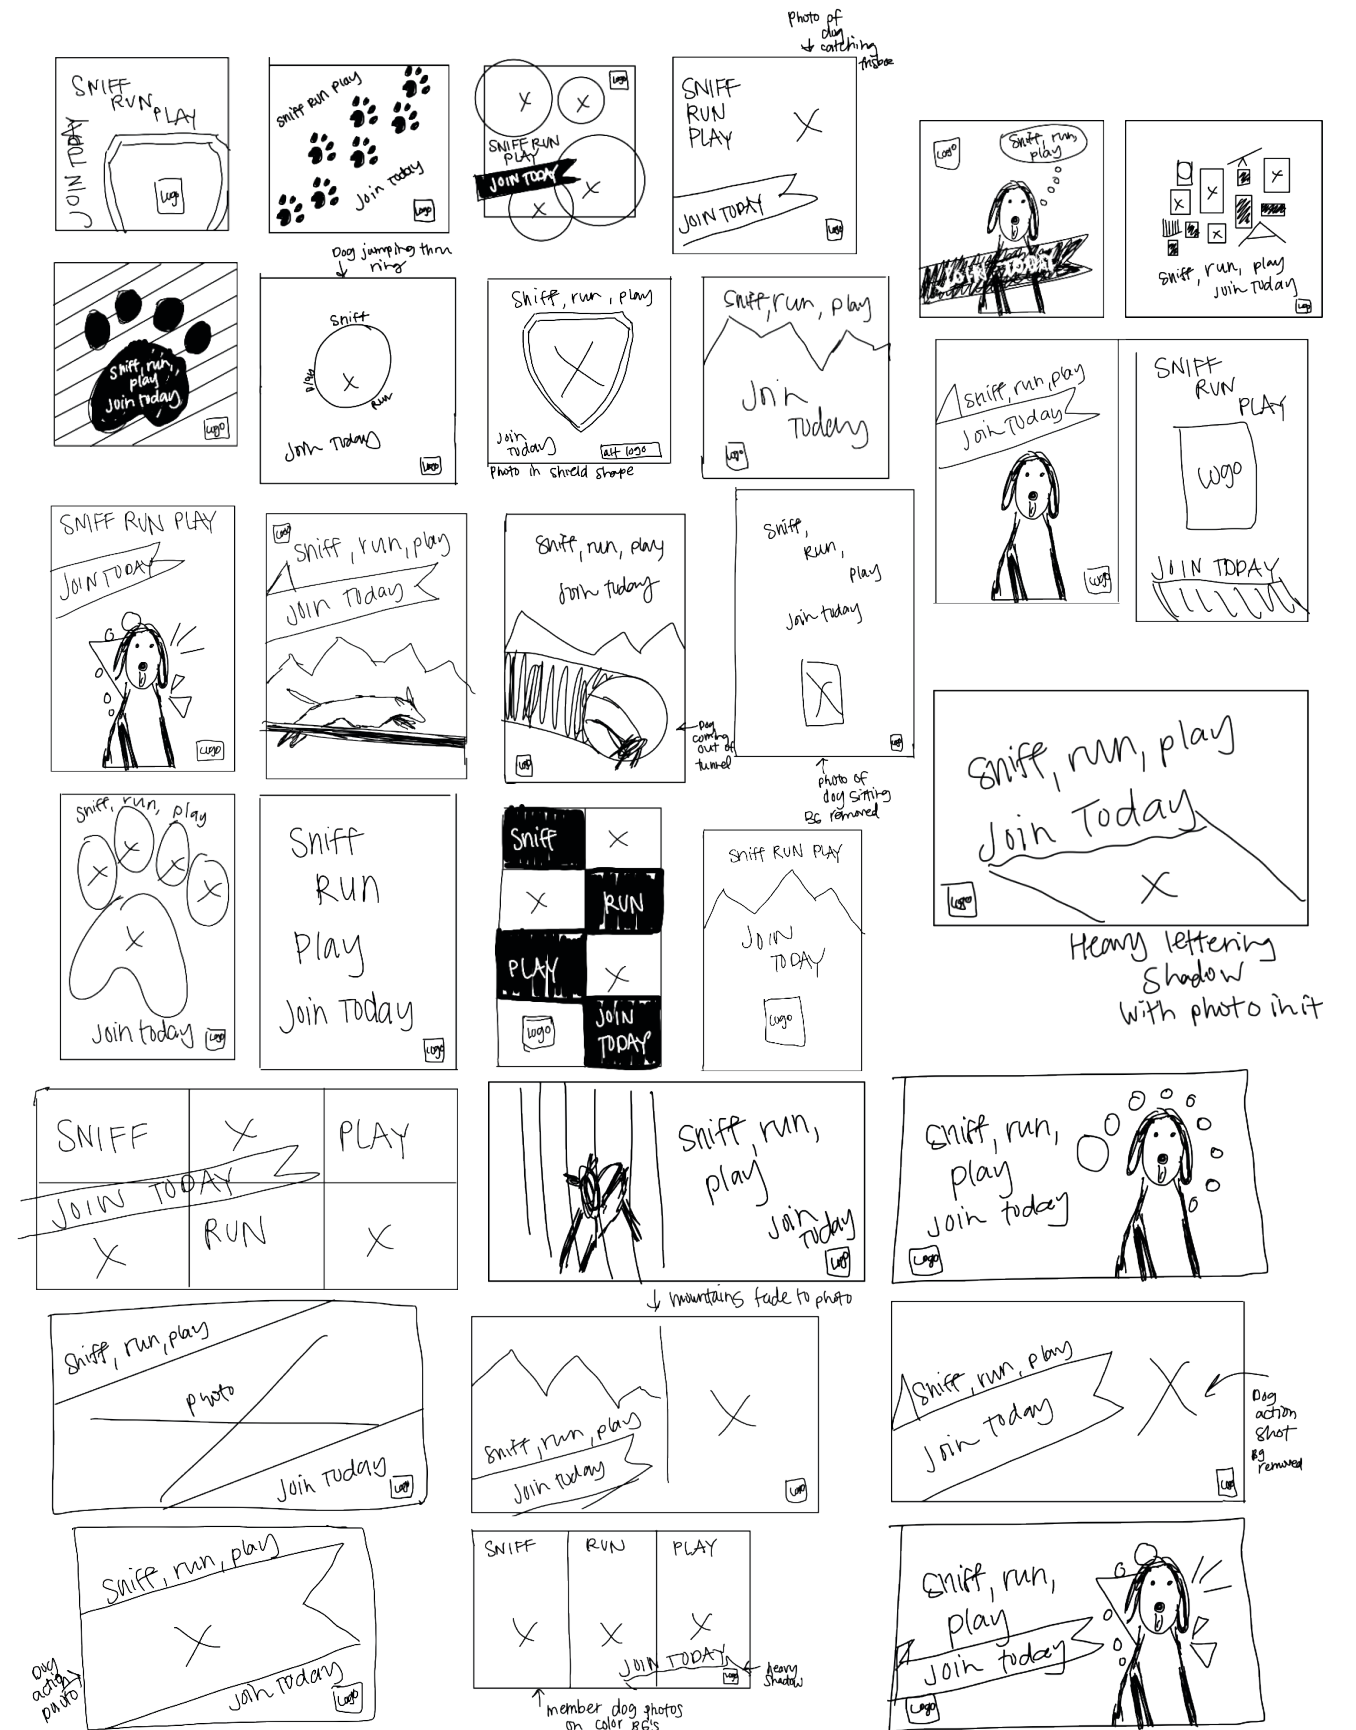 Photo of
dog
catching
frisbee
SNIFF
RUN
PLAY
JOIN TODAY
Logo
Sniff Run Play
Join Today
Logo
Logo
SNIFF RUN
PLAY
JOIN TODAY
SNIFF
RUN
PLAY
JOIN TODAY
Logo
Logo
Sniff, run,
play
JOIN TODAY
Sniff, run, play
Join Today
Logo
Sniff, run,
play
Join today
Logo
Dog jumping thru
ring
Sniff
Play
Run
Join Today
Logo
Sniff, run, play
Join
Today
alt logo
Photo in shield shape
Sniff, run, play
Join
Today
Logo
Sniff, run, play
Join Today
Logo
SNIFF
RUN
PLAY
Logo
JOIN TODAY
SNIFF RUN PLAY
JOIN TODAY
Logo
Logo
Sniff, run, play
Join Today
Sniff, run, play
Join Today
Logo
Dog
coming
out of
tunnel
Sniff,
Run,
Play
Join today
Logo
photo of
dog sitting
BG removed
Sniff, run, play
Join Today
Logo
Heavy lettering
Shadow
with photo in it
Sniff, run, play
Join today
Logo
Sniff
Run
Play
Join Today
Logo
Sniff
RUN
PLAY
Logo
JOIN
TODAY
Sniff RUN PLAY
JOIN
TODAY
Logo
SNIFF
PLAY
JOIN TODAY
RUN
Sniff, run,
play
Join
Today
Logo
Sniff, run,
play
Join today
Logo
Sniff, run, play
photo
Join Today
Logo
mountains fade to photo
Sniff, run, play
Join today
Logo
Sniff, run, play
Join Today
Logo
Dog
action
Shot
Bg
removed
Sniff, run, play
Join today
Logo
Dog
action
photo
SNIFF
RUN
PLAY
JOIN TODAY
Logo
heavy
shadow
member dog photos
on color BG's
Sniff, run,
play
Join today
Logo